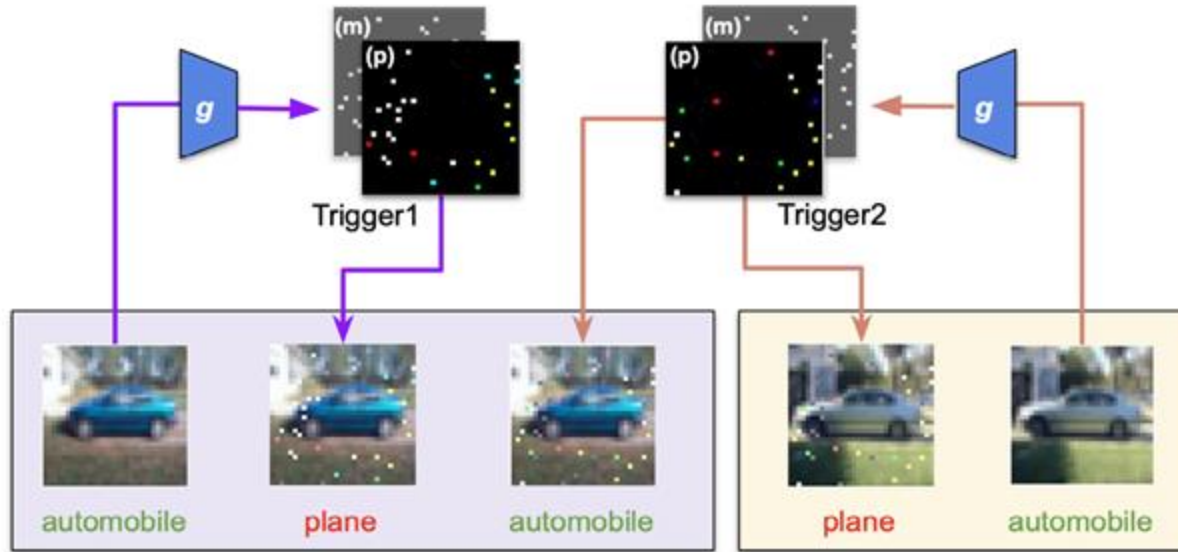 (m)
(m)
(p)
(p)
g
g
Trigger1
Trigger2
automobile
plane
automobile
plane
automobile